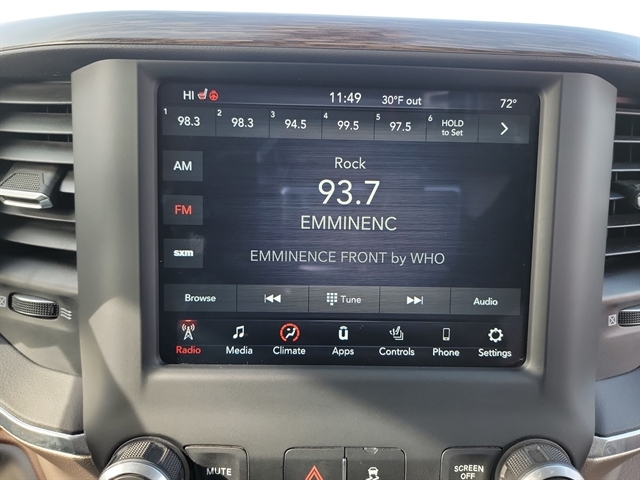 HI 11:49 30°F out 72°
1 98.3 2 98.3 3 94.5 4 99.5 5 97.5 6 HOLD to Set
AM
Rock
93.7
FM
EMMINENC
sxm
EMMINENCE FRONT by WHO
Browse Tune Audio
Radio Media Climate Apps Controls Phone Settings
MUTE
SCREEN OFF